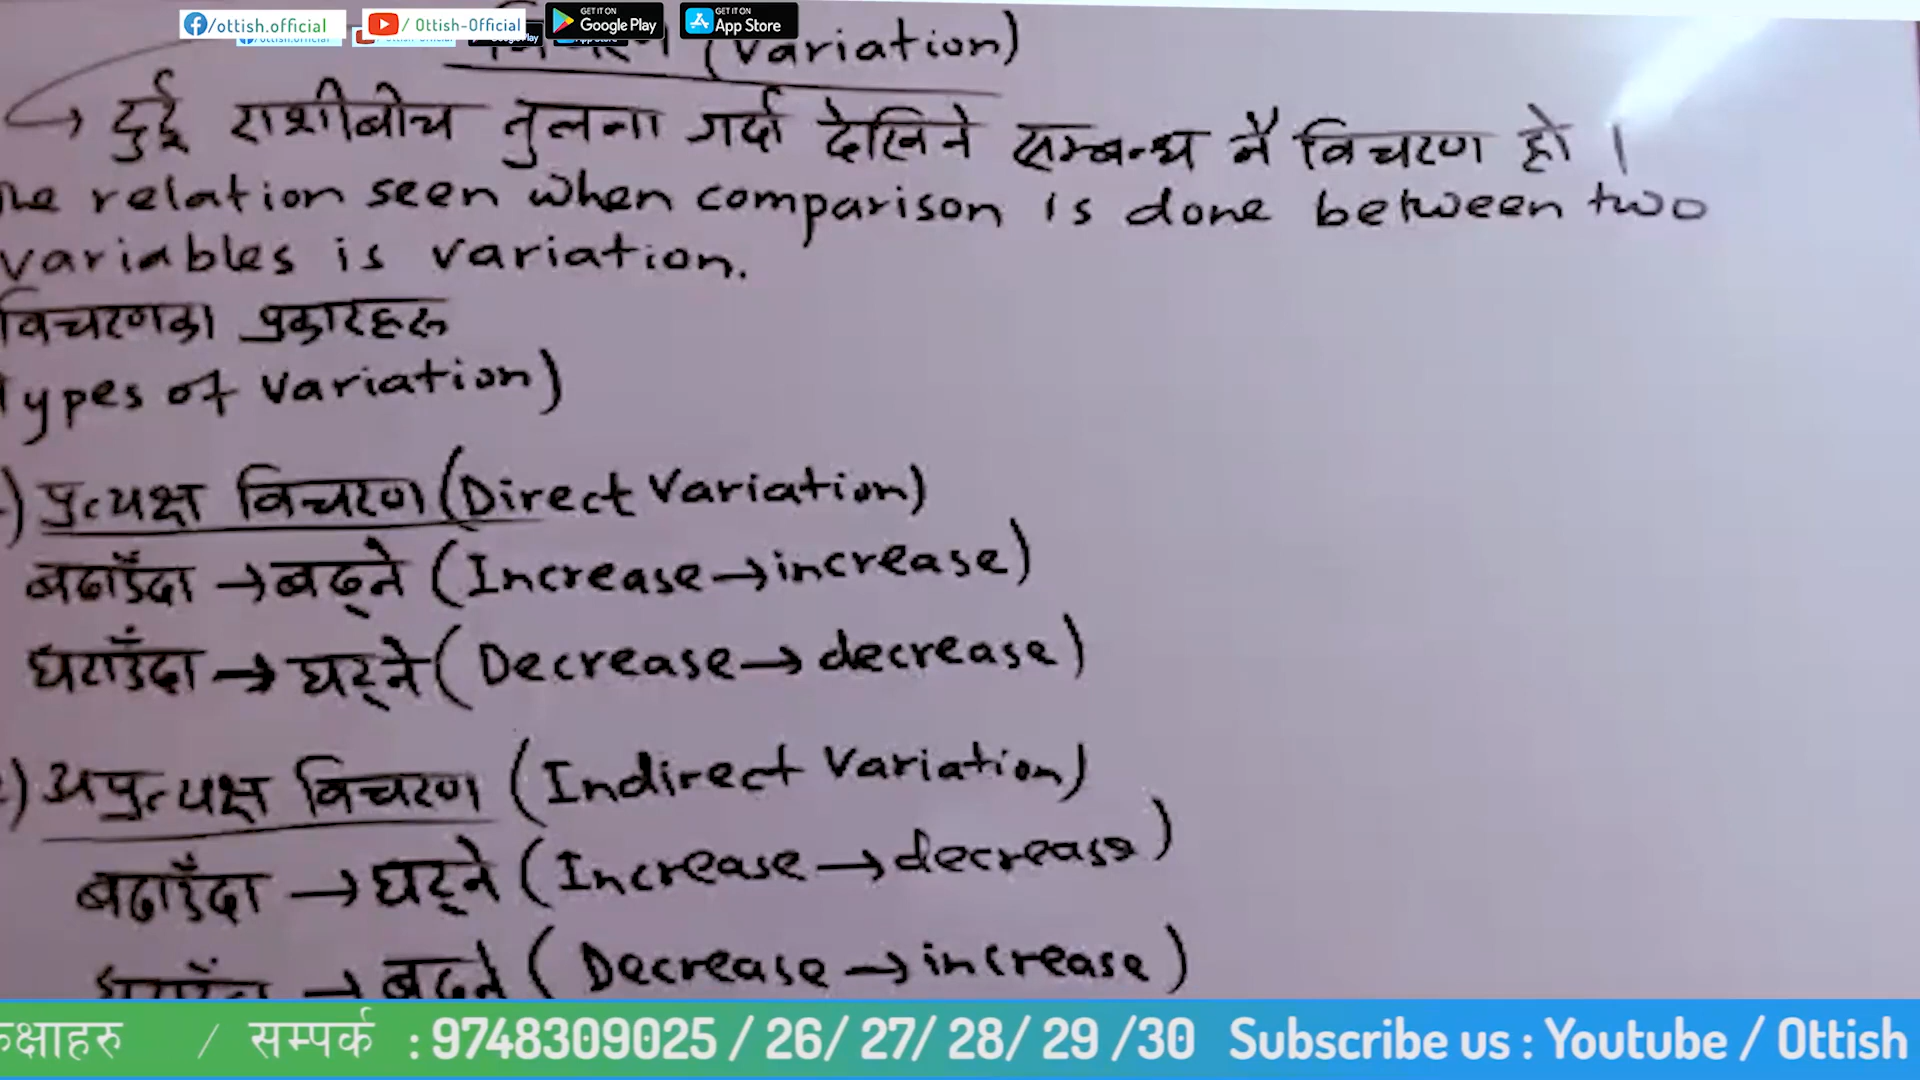 /ottish.official / Ottish-Official GET IT ON Google Play GET IT ON App Store
(Variation)
→ दुई राशीबीच तुलना गर्दा देखिने सम्बन्ध नै विचरण हो ।
he relation seen when comparison is done between two
variables is variation.
विचरणका प्रकारहरू
Types of Variation)
) प्रत्यक्ष विचरण (Direct Variation)
बढाउँदा → बढ्ने (Increase → increase)
घटाउँदा → घट्ने (Decrease → decrease)
) अप्रत्यक्ष विचरण (Indirect Variation)
बढाउँदा → घट्ने (Increase → decrease)
→ बढ्ने (Decrease → increase)
कक्षाहरु / सम्पर्क : 9748309025 / 26/ 27/ 28/ 29 /30 Subscribe us : Youtube / Ottish